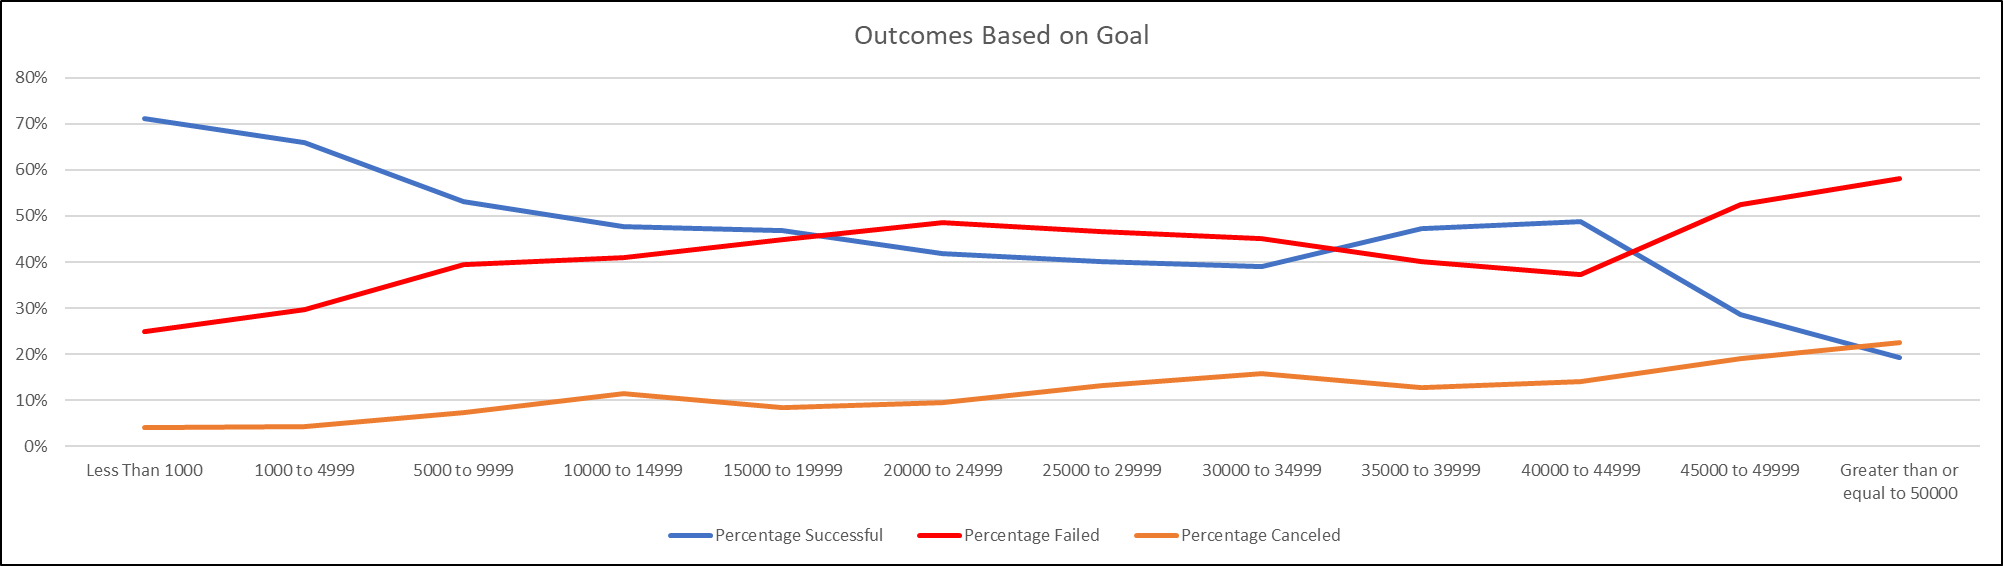 Outcomes Based on Goal
80%
70%
60%
50%
40%
30%
20%
10%
0%
Less Than 1000
1000 to 4999
5000 to 9999
10000 to 14999
15000 to 19999
20000 to 24999
25000 to 29999
30000 to 34999
35000 to 39999
40000 to 44999
45000 to 49999
Greater than or
equal to 50000
Percentage Successful
Percentage Failed
Percentage Canceled